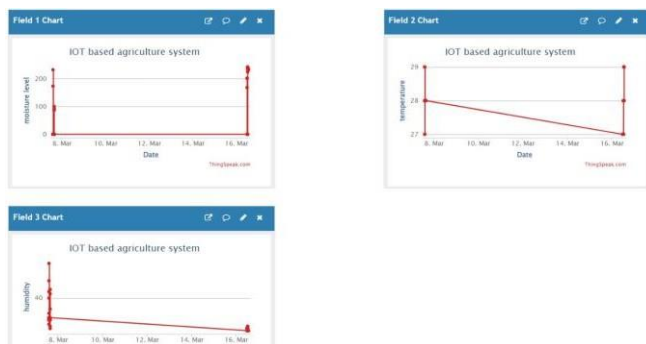 Field 1 Chart
IOT based agriculture system
moisture level
200
100
0
8. Mar 10. Mar 12. Mar 14. Mar 16. Mar
Date
ThingSpeak.com
Field 2 Chart
IOT based agriculture system
temperature
29
28
27
8. Mar 10. Mar 12. Mar 14. Mar 16. Mar
Date
ThingSpeak.com
Field 3 Chart
IOT based agriculture system
humidity
40
8. Mar 10. Mar 12. Mar 14. Mar 16. Mar